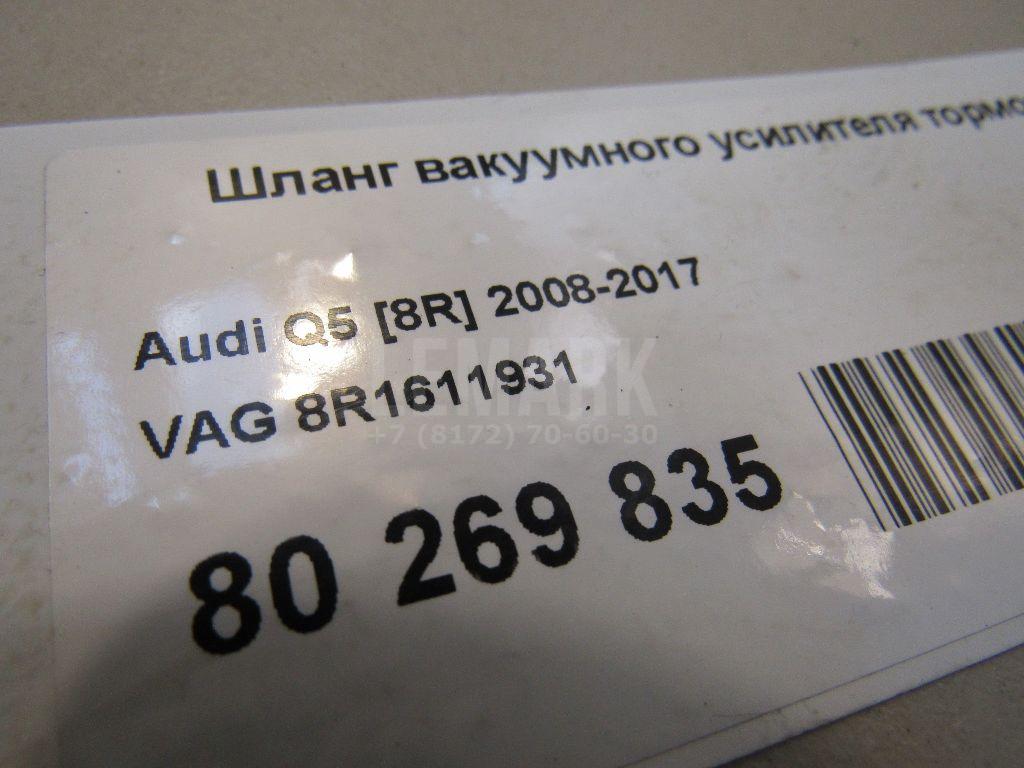 Шланг вакуумного усилителя тормо
Audi Q5 [8R] 2008-2017
VAG 8R1611931
LEMARK
+7 (8172) 70-60-30
80 269 835